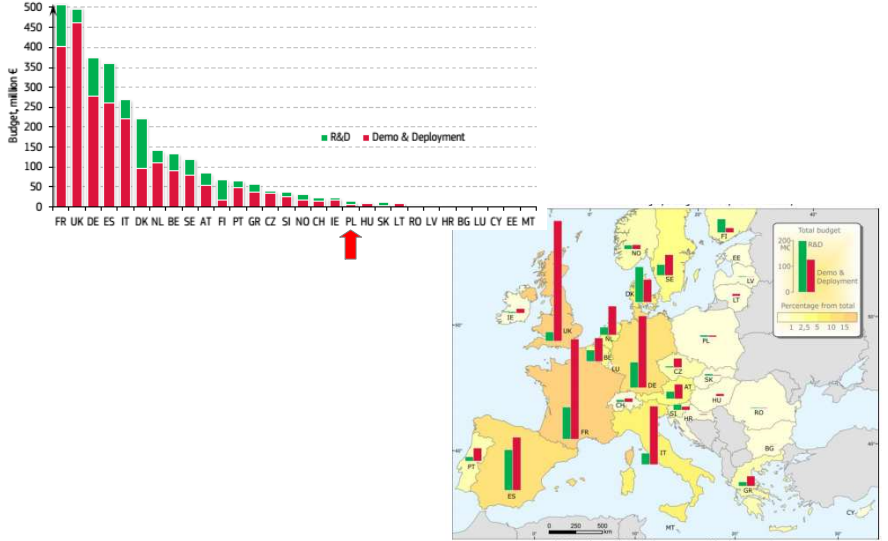 500
450
400
350
300
250
200
150
100
50
0
Budget, million €
R&D Demo & Deployment
FR UK DE ES IT DK NL BE SE AT FI PT GR CZ SI NO CH IE PL HU SK LT RO LV HR BG LU CY EE MT
Total budget
200
M€
100
0
R&D
Demo &
Deployment
Percentage from total
1 2,5 5 10 15
FI
NO
SE
EE
LV
LT
DK
IE
UK
NL
BE
LU
DE
PL
CZ
SK
AT
HU
CH
SI
HR
RO
FR
IT
BG
PT
ES
GR
MT
CY
0 250 500
km